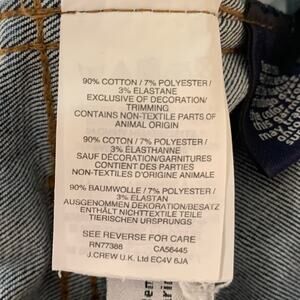 90% COTTON / 7% POLYESTER /
3% ELASTANE
EXCLUSIVE OF DECORATION/
TRIMMING
CONTAINS NON-TEXTILE PARTS OF
ANIMAL ORIGIN
90% COTON / 7% POLYESTER /
3% ÉLASTHANNE
SAUF DÉCORATION/GARNITURES
CONTIENT DES PARTIES
NON-TEXTILES D'ORIGINE ANIMALE
90% BAUMWOLLE / 7% POLYESTER /
3% ELASTAN
AUSGENOMMEN DEKORATION/BESATZ
ENTHÄLT NICHTTEXTILE TEILE
TIERISCHEN URSPRUNGS
SEE REVERSE FOR CARE
RN77388 CA56445
J.CREW U.K. Ltd EC4V 6JA